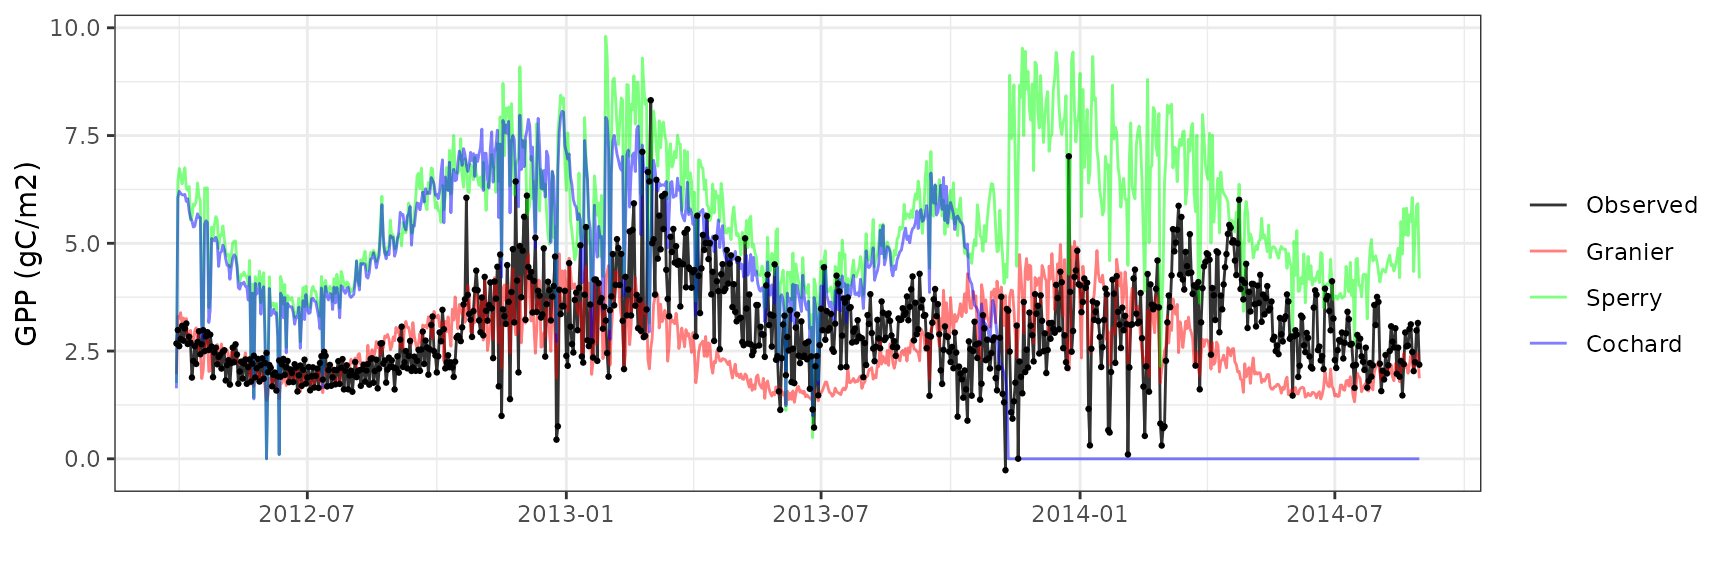 GPP (gC/m2)
10.0
7.5
5.0
2.5
0.0
2012-07
2013-01
2013-07
2014-01
2014-07
Observed
Granier
Sperry
Cochard